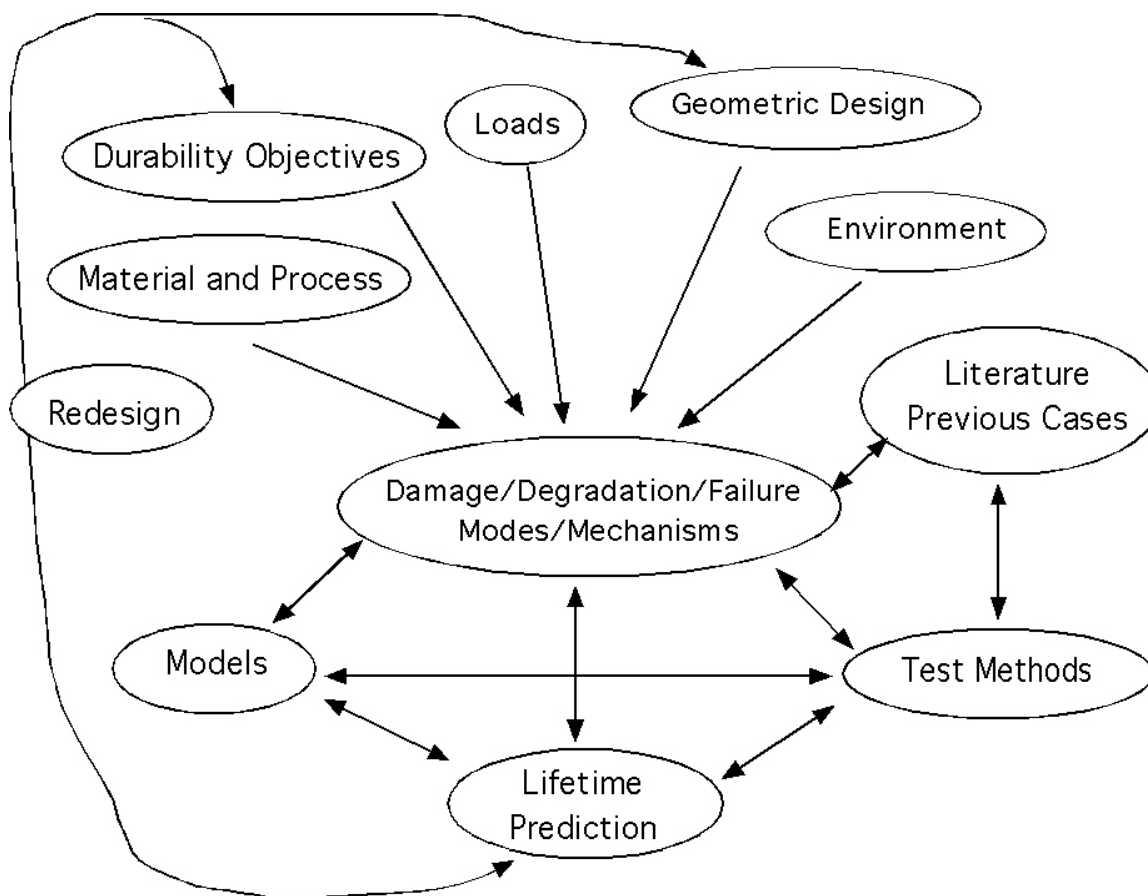 Geometric Design
Loads
Durability Objectives
Environment
Material and Process
Literature
Previous Cases
Redesign
Damage/Degradation/Failure
Modes/Mechanisms
Models
Test Methods
Lifetime
Prediction